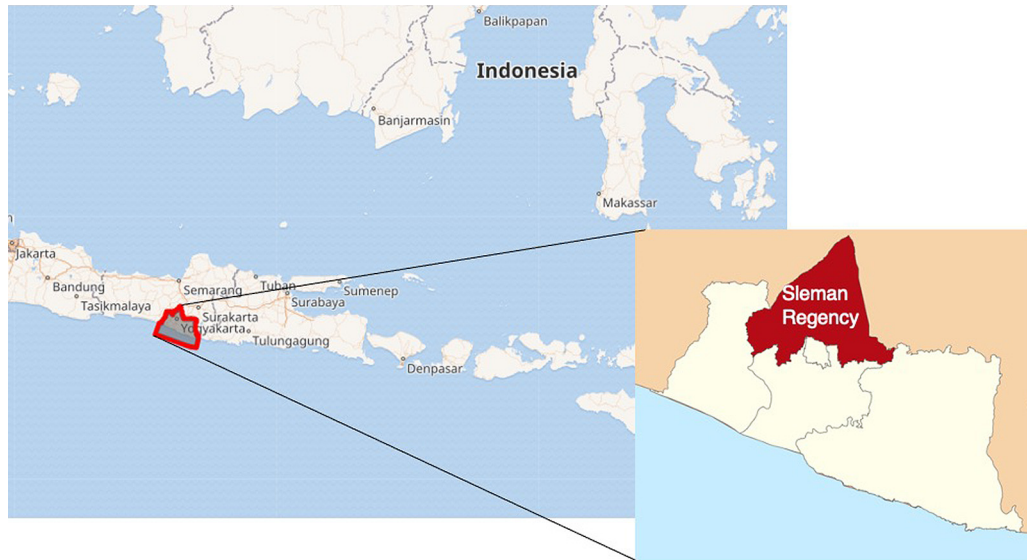 Balikpapan
Indonesia
Banjarmasin
Makassar
n
Jakarta
Bandung
Tasikmalaya
Semarang
Tuban
Surabaya
Sumenep
Surakarta
Yogyakarta
Tulungagung
Denpasar
Sleman
Regency